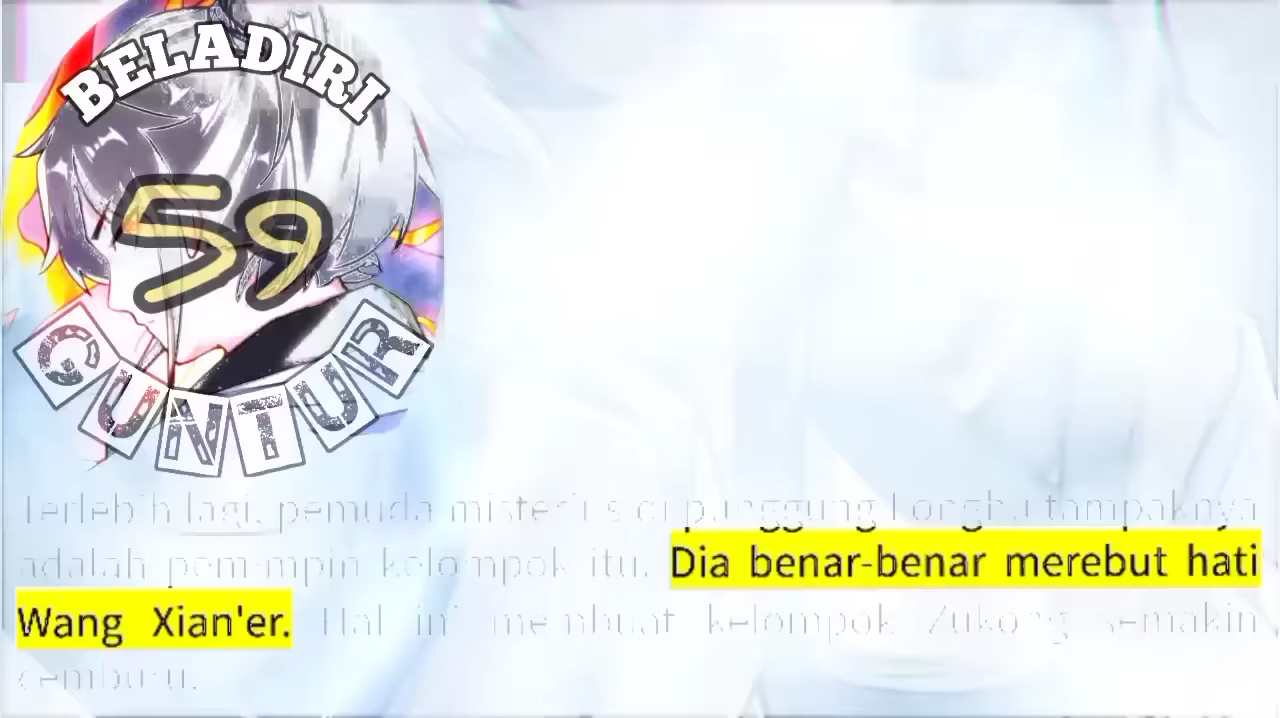 BELADIRI
59
GUNTUR
Terlebih lagi, pemuda misterius di panggung Longhu tampaknya
adalah pemimpin kelompok itu. Dia benar-benar merebut hati
Wang Xian'er. Hal ini membuat kelompok Zukong semakin
cemburu.